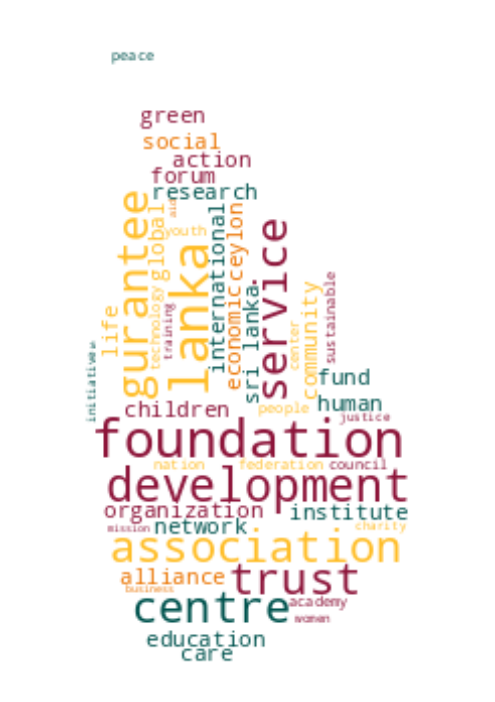 peace
green
social
action
forum
research
gurantee
global
aid
youth
lanka
international
ceylon
economic
service
sri lanka
technology
training
life
initiative
community
center
sustainable
fund
human
justice
children
people
foundation
nation
federation
council
development
organization
institute
mission
network
charity
association
alliance
trust
business
centre
academy
women
education
care